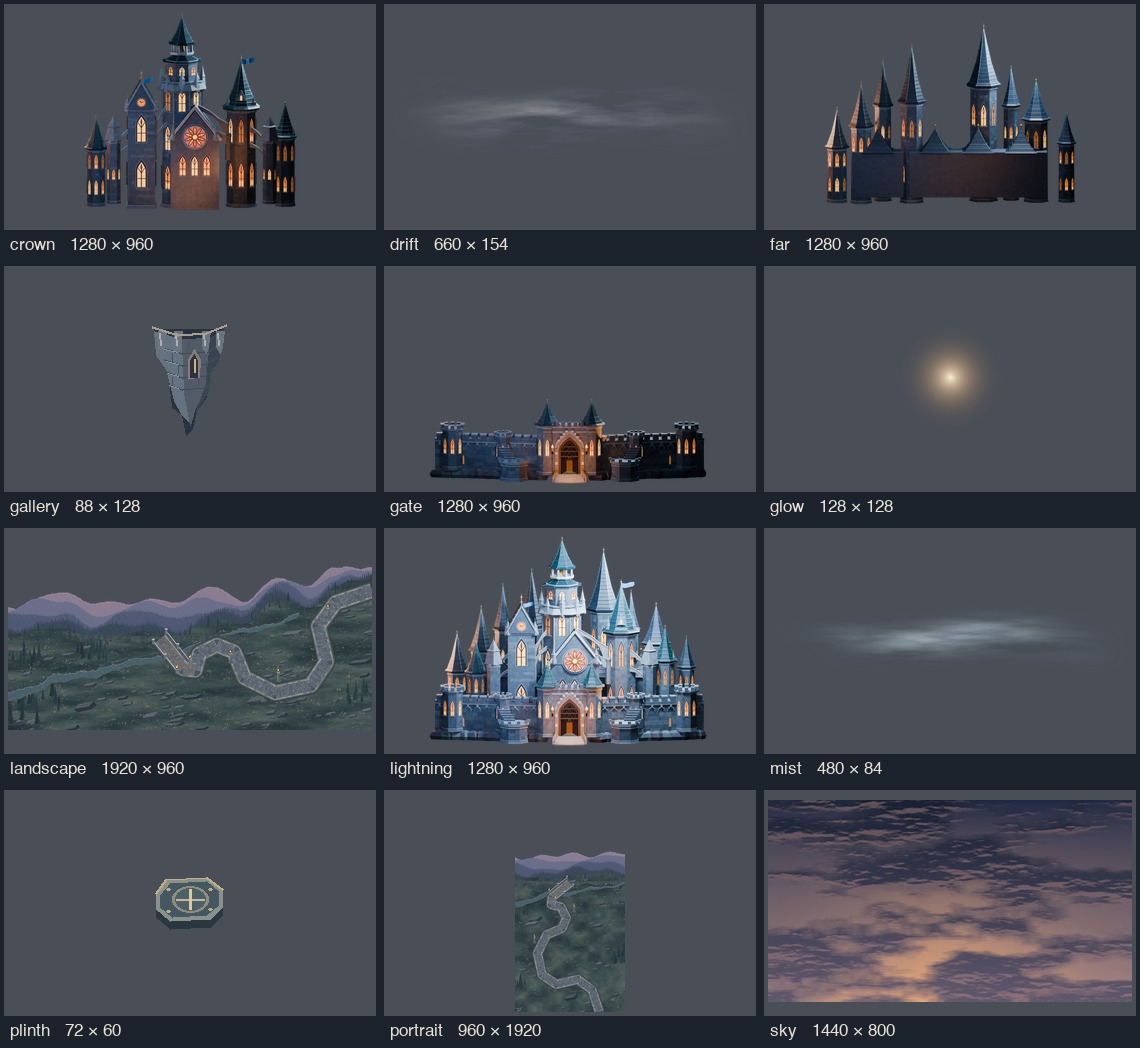 crown 1280 × 960
drift 660 × 154
far 1280 × 960
gallery 88 × 128
gate 1280 × 960
glow 128 × 128
landscape 1920 × 960
lightning 1280 × 960
mist 480 × 84
plinth 72 × 60
portrait 960 × 1920
sky 1440 × 800